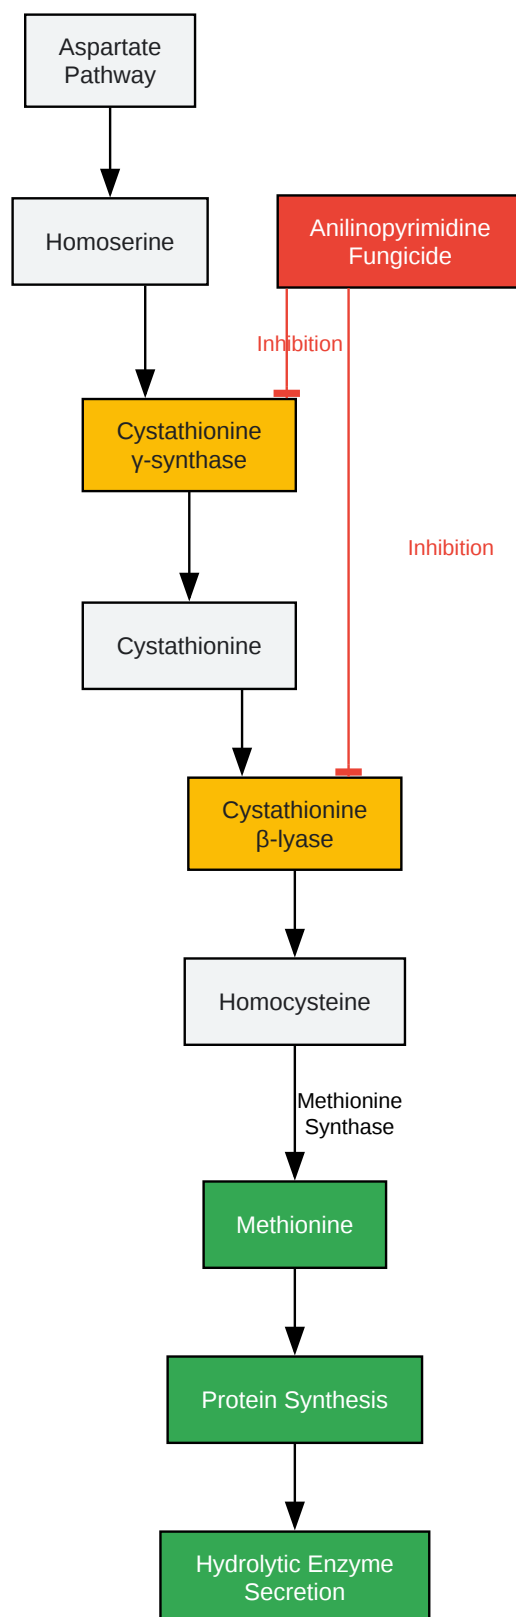 Aspartate
Pathway
Homoserine
Anilinopyrimidine
Fungicide
Inhibition
Cystathionine
γ-synthase
Inhibition
Cystathionine
Cystathionine
β-lyase
Homocysteine
Methionine
Synthase
Methionine
Protein Synthesis
Hydrolytic Enzyme
Secretion